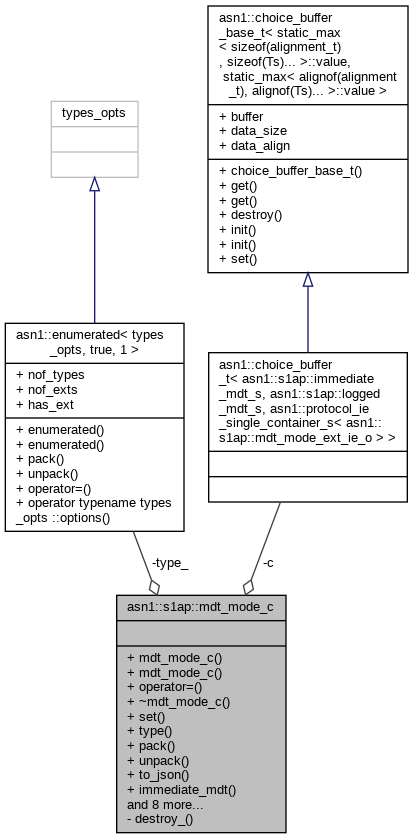 asn1::choice_buffer
_base_t< static_max
< sizeof(alignment_t)
, sizeof(Ts)... >::value,
static_max< alignof(alignment
_t), alignof(Ts)... >::value >
+ buffer
+ data_size
+ data_align
+ choice_buffer_base_t()
+ get()
+ get()
+ destroy()
+ init()
+ init()
+ set()
types_opts
asn1::enumerated< types
_opts, true, 1 >
+ nof_types
+ nof_exts
+ has_ext
+ enumerated()
+ enumerated()
+ pack()
+ unpack()
+ operator=()
+ operator typename types
_opts ::options()
asn1::choice_buffer
_t< asn1::s1ap::immediate
_mdt_s, asn1::s1ap::logged
_mdt_s, asn1::protocol_ie
_single_container_s< asn1::
s1ap::mdt_mode_ext_ie_o > >
-type_
-c
asn1::s1ap::mdt_mode_c
+ mdt_mode_c()
+ mdt_mode_c()
+ operator=()
+ ~mdt_mode_c()
+ set()
+ type()
+ pack()
+ unpack()
+ to_json()
+ immediate_mdt()
and 8 more...
- destroy_()